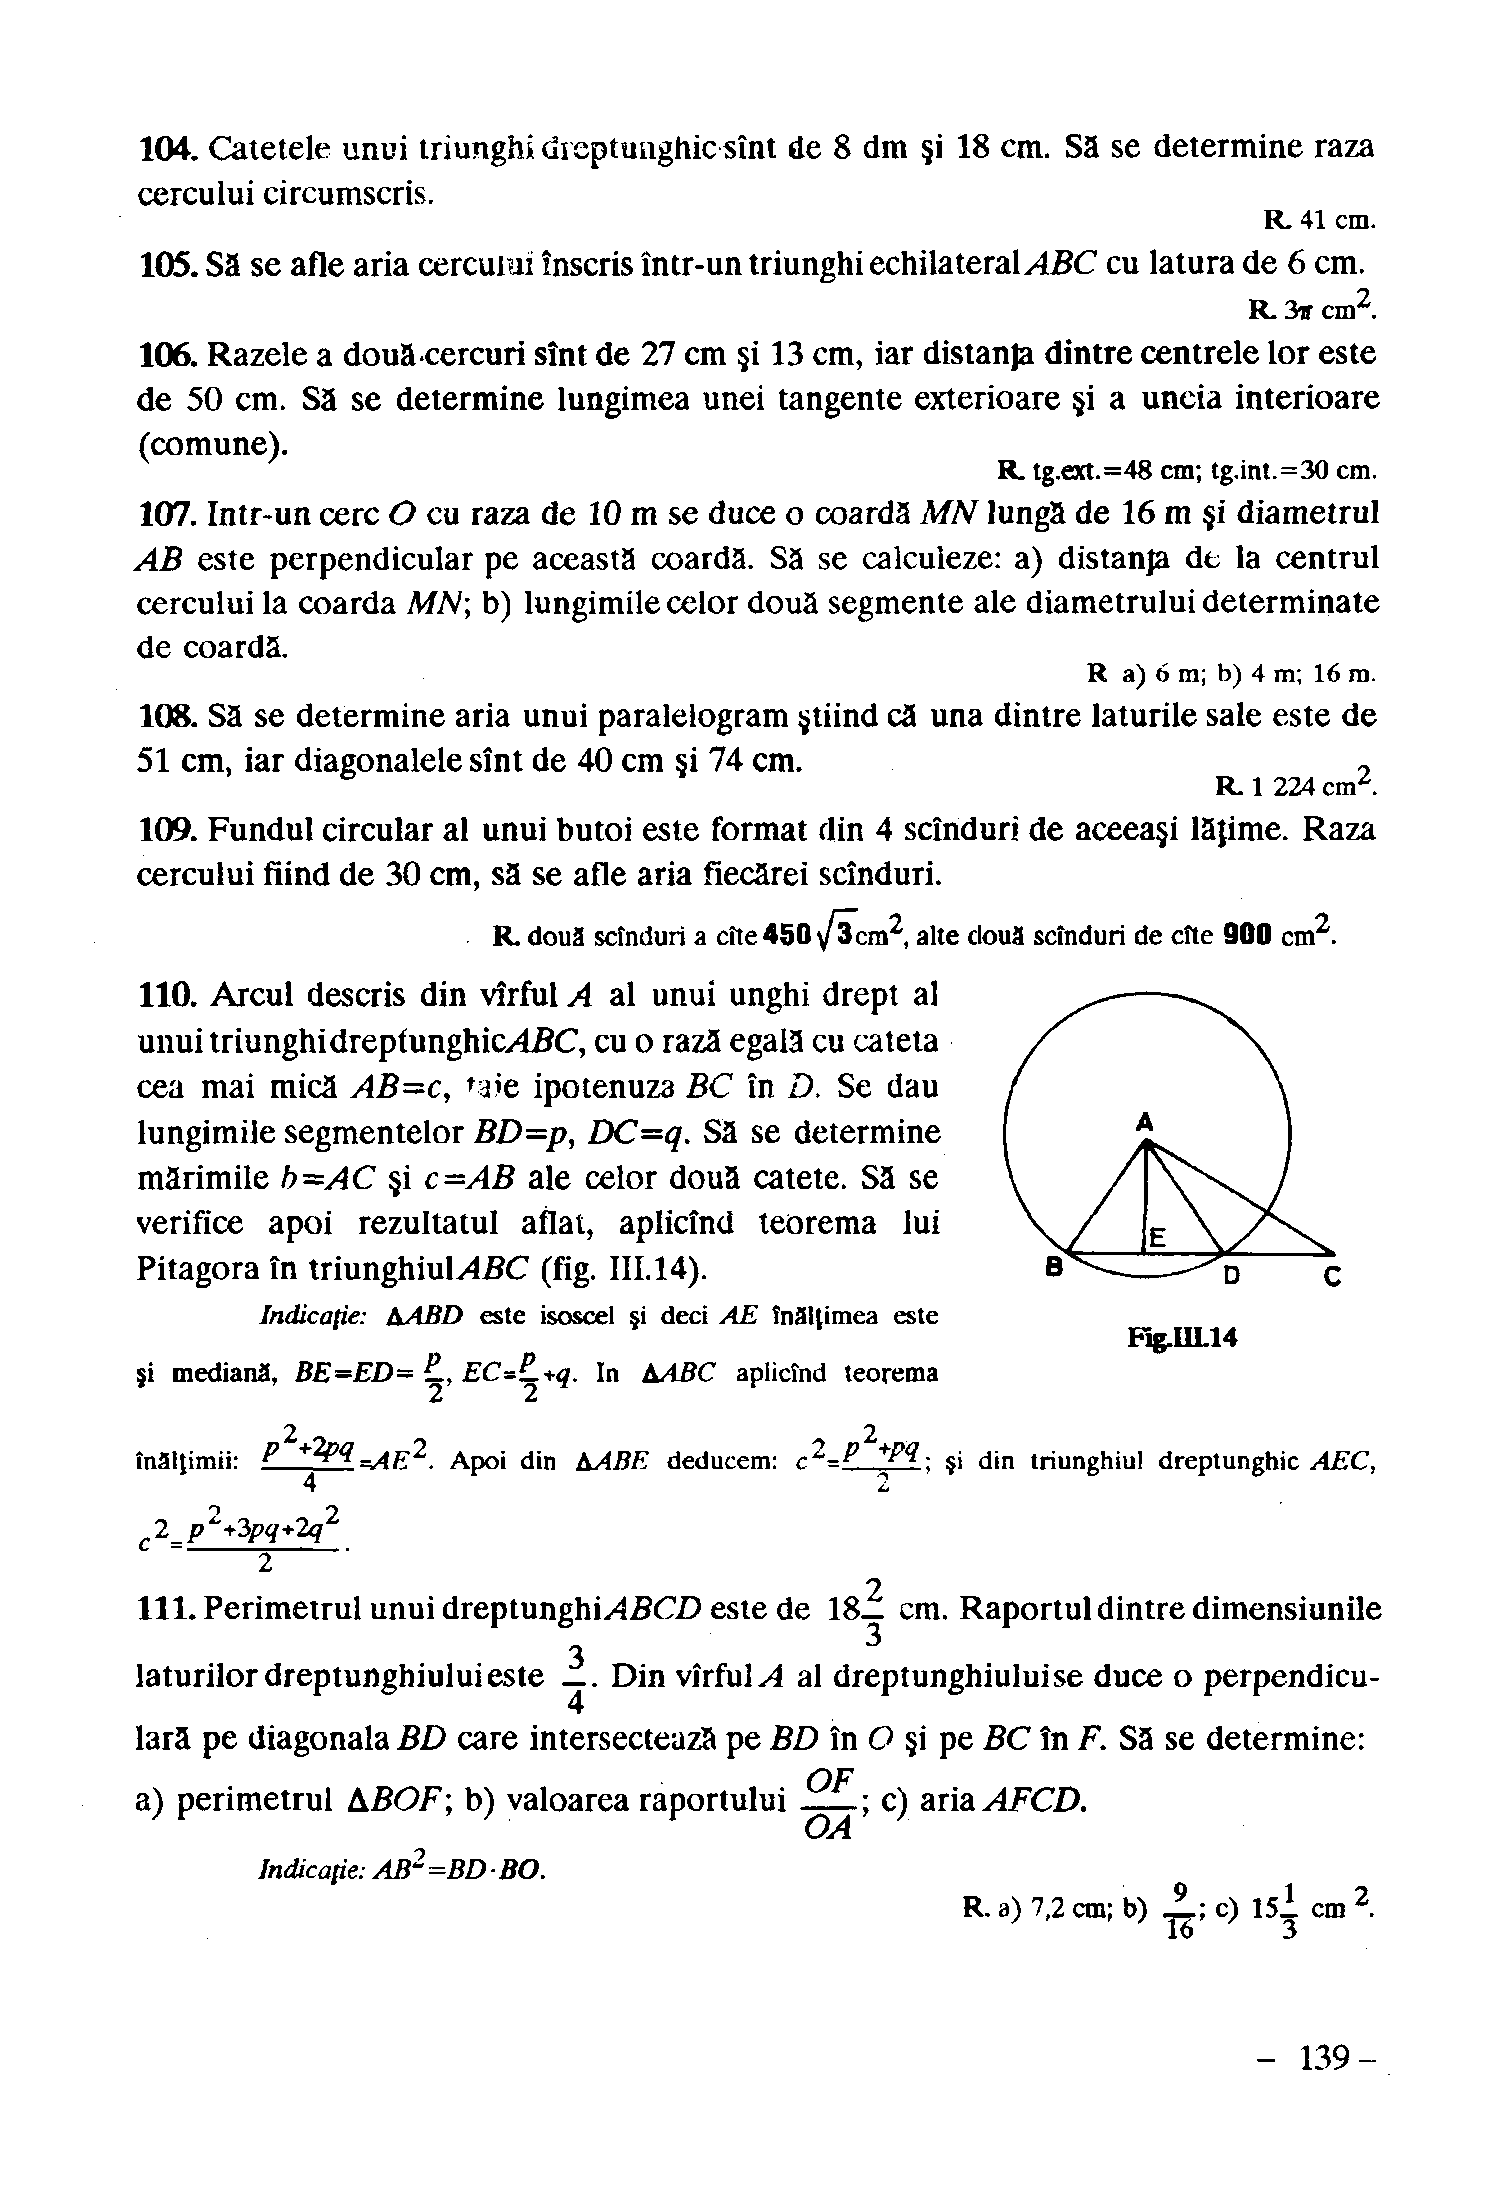 104. Catetele unui triunghi dreptunghic sînt de 8 dm şi 18 cm. Să se determine raza
cercului circumscris.
R. 41 cm.
105. Să se afle aria cercului înscris într-un triunghi echilateral ABC cu latura de 6 cm.
R. 3π cm².
106. Razele a două cercuri sînt de 27 cm şi 13 cm, iar distanţa dintre centrele lor este
de 50 cm. Să se determine lungimea unei tangente exterioare şi a uneia interioare
(comune).
R. tg.ext.=48 cm; tg.int.=30 cm.
107. Intr-un cerc O cu raza de 10 m se duce o coardă MN lungă de 16 m şi diametrul
AB este perpendicular pe această coardă. Să se calculeze: a) distanţa de la centrul
cercului la coarda MN; b) lungimile celor două segmente ale diametrului determinate
de coardă.
R a) 6 m; b) 4 m; 16 m.
108. Să se determine aria unui paralelogram ştiind că una dintre laturile sale este de
51 cm, iar diagonalele sînt de 40 cm şi 74 cm.
R. 1 224 cm².
109. Fundul circular al unui butoi este format din 4 scînduri de aceeaşi lăţime. Raza
cercului fiind de 30 cm, să se afle aria fiecărei scînduri.
R. două scînduri a cîte 450√3 cm², alte două scînduri de cîte 900 cm².
110. Arcul descris din vîrful A al unui unghi drept al
unui triunghi dreptunghic ABC, cu o rază egală cu cateta
cea mai mică AB=c, taie ipotenuza BC în D. Se dau
lungimile segmentelor BD=p, DC=q. Să se determine
mărimile b=AC şi c=AB ale celor două catete. Să se
verifice apoi rezultatul aflat, aplicînd teorema lui
Pitagora în triunghiul ABC (fig. III.14).
Indicaţie: ΔABD este isoscel şi deci AE înălţimea este
şi mediană, BE=ED= p/2, EC=p/2+q. In ΔABC aplicînd teorema
A
E
B
D
C
Fig.III.14
înălţimii: (p²+2pq)/4=AE². Apoi din ΔABE deducem: c²=(p²+pq)/2; şi din triunghiul dreptunghic AEC,
c²=(p²+3pq+2q²)/2.
111. Perimetrul unui dreptunghi ABCD este de 18 2/3 cm. Raportul dintre dimensiunile
laturilor dreptunghiului este 3/4. Din vîrful A al dreptunghiului se duce o perpendicu-
lară pe diagonala BD care intersectează pe BD în O şi pe BC în F. Să se determine:
a) perimetrul ΔBOF; b) valoarea raportului OF/OA; c) aria AFCD.
Indicaţie: AB²=BD·BO.
R. a) 7,2 cm; b) 9/16; c) 15 1/3 cm².
– 139 –